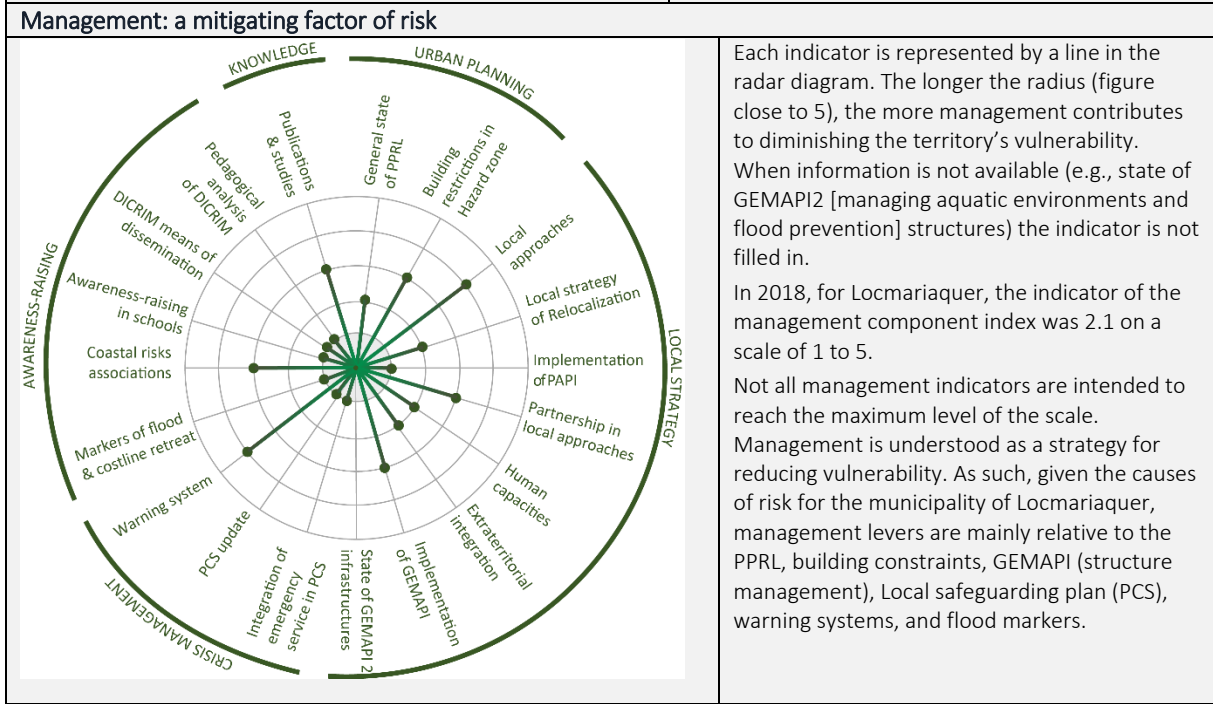 Management: a mitigating factor of risk
KNOWLEDGE
URBAN PLANNING
LOCAL STRATEGY
CRISIS MANAGEMENT
AWARENESS-RAISING
Publications
& studies
General state
of PPRL
Building
restrictions in
Hazard zone
Local
approaches
Local strategy
of Relocalization
Implementation
ofPAPI
Partnership in
local approaches
Human
capacities
Extraterritorial
integration
Implementation
of GEMAPI
State of GEMAPI 2
infrastructures
Integration of
emergency
service in PCS
PCS update
Warning system
Markers of flood
& costline retreat
Coastal risks
associations
Awareness-raising
in schools
DICRIM means of
dissemination
Pedagogical
analysis
of DICRIM
Each indicator is represented by a line in the
radar diagram. The longer the radius (figure
close to 5), the more management contributes
to diminishing the territory’s vulnerability.
When information is not available (e.g., state of
GEMAPI2 [managing aquatic environments and
flood prevention] structures) the indicator is not
filled in.
In 2018, for Locmariaquer, the indicator of the
management component index was 2.1 on a
scale of 1 to 5.
Not all management indicators are intended to
reach the maximum level of the scale.
Management is understood as a strategy for
reducing vulnerability. As such, given the causes
of risk for the municipality of Locmariaquer,
management levers are mainly relative to the
PPRL, building constraints, GEMAPI (structure
management), Local safeguarding plan (PCS),
warning systems, and flood markers.